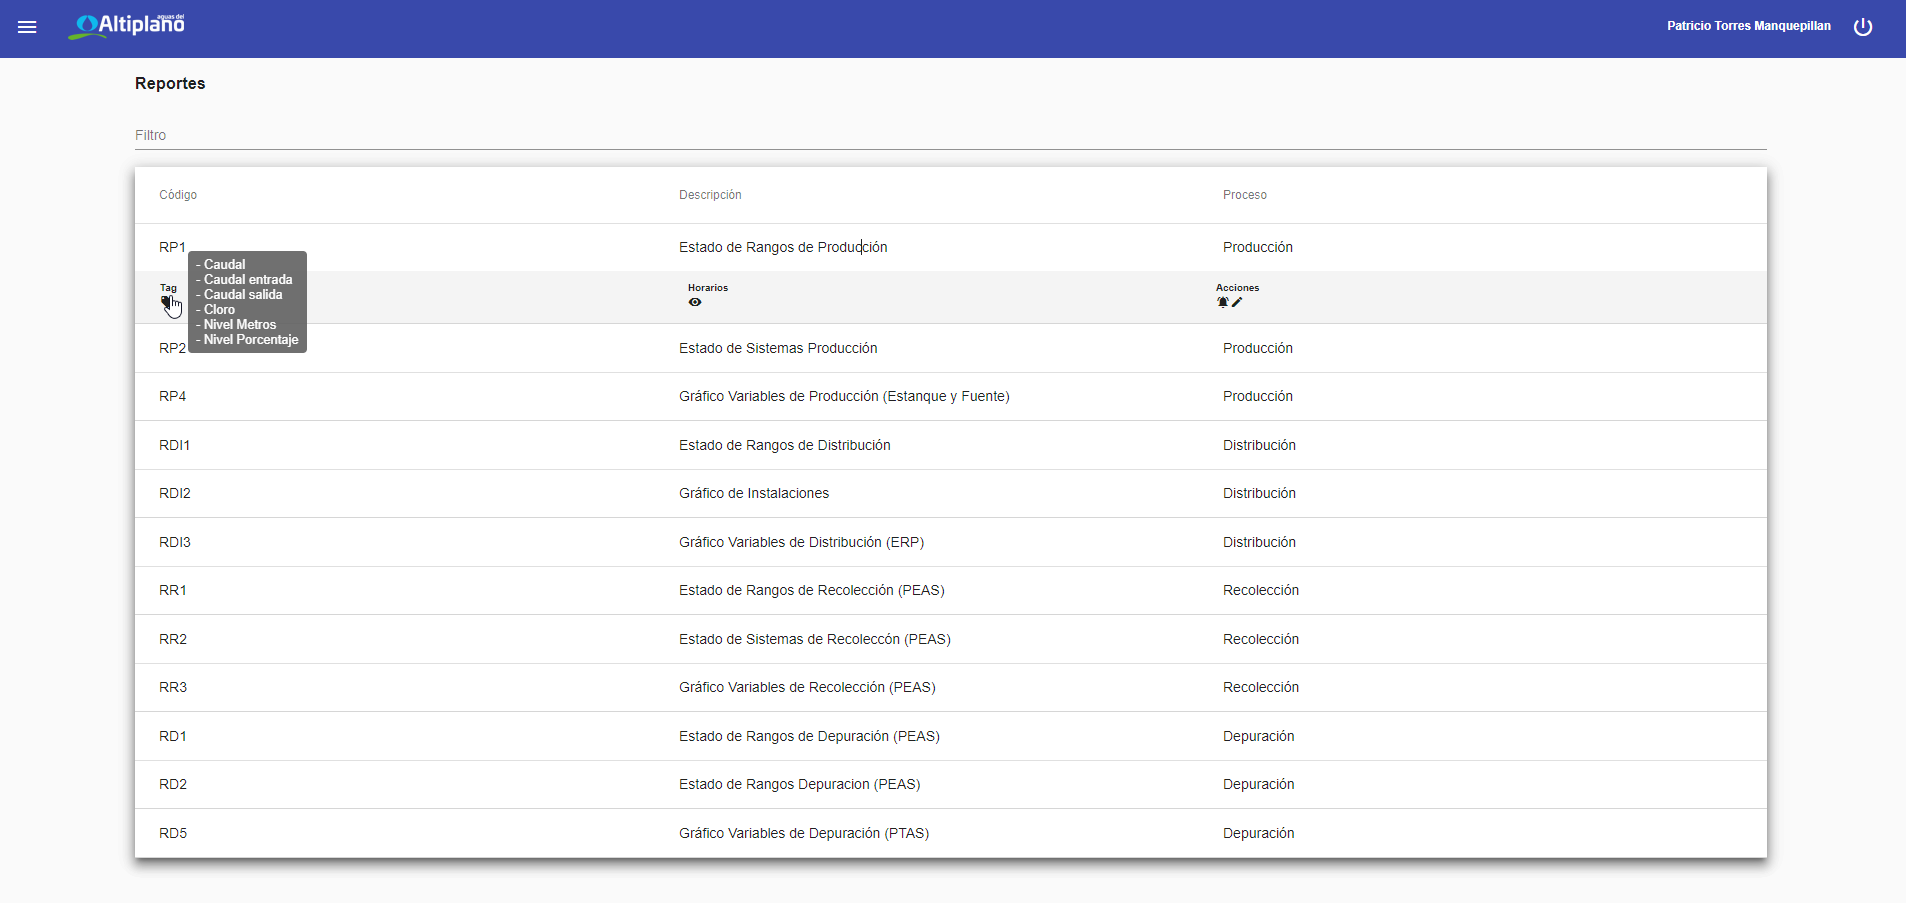 aguas del
Altiplano
Patricio Torres Manquepillan
Reportes
Filtro
Código Descripción Proceso
RP1 Estado de Rangos de Producción Producción
Tag Horarios Acciones
- Caudal
- Caudal entrada
- Caudal salida
- Cloro
- Nivel Metros
- Nivel Porcentaje
RP2 Estado de Sistemas Producción Producción
RP4 Gráfico Variables de Producción (Estanque y Fuente) Producción
RDI1 Estado de Rangos de Distribución Distribución
RDI2 Gráfico de Instalaciones Distribución
RDI3 Gráfico Variables de Distribución (ERP) Distribución
RR1 Estado de Rangos de Recolección (PEAS) Recolección
RR2 Estado de Sistemas de Recoleccón (PEAS) Recolección
RR3 Gráfico Variables de Recolección (PEAS) Recolección
RD1 Estado de Rangos de Depuración (PEAS) Depuración
RD2 Estado de Rangos Depuracion (PEAS) Depuración
RD5 Gráfico Variables de Depuración (PTAS) Depuración